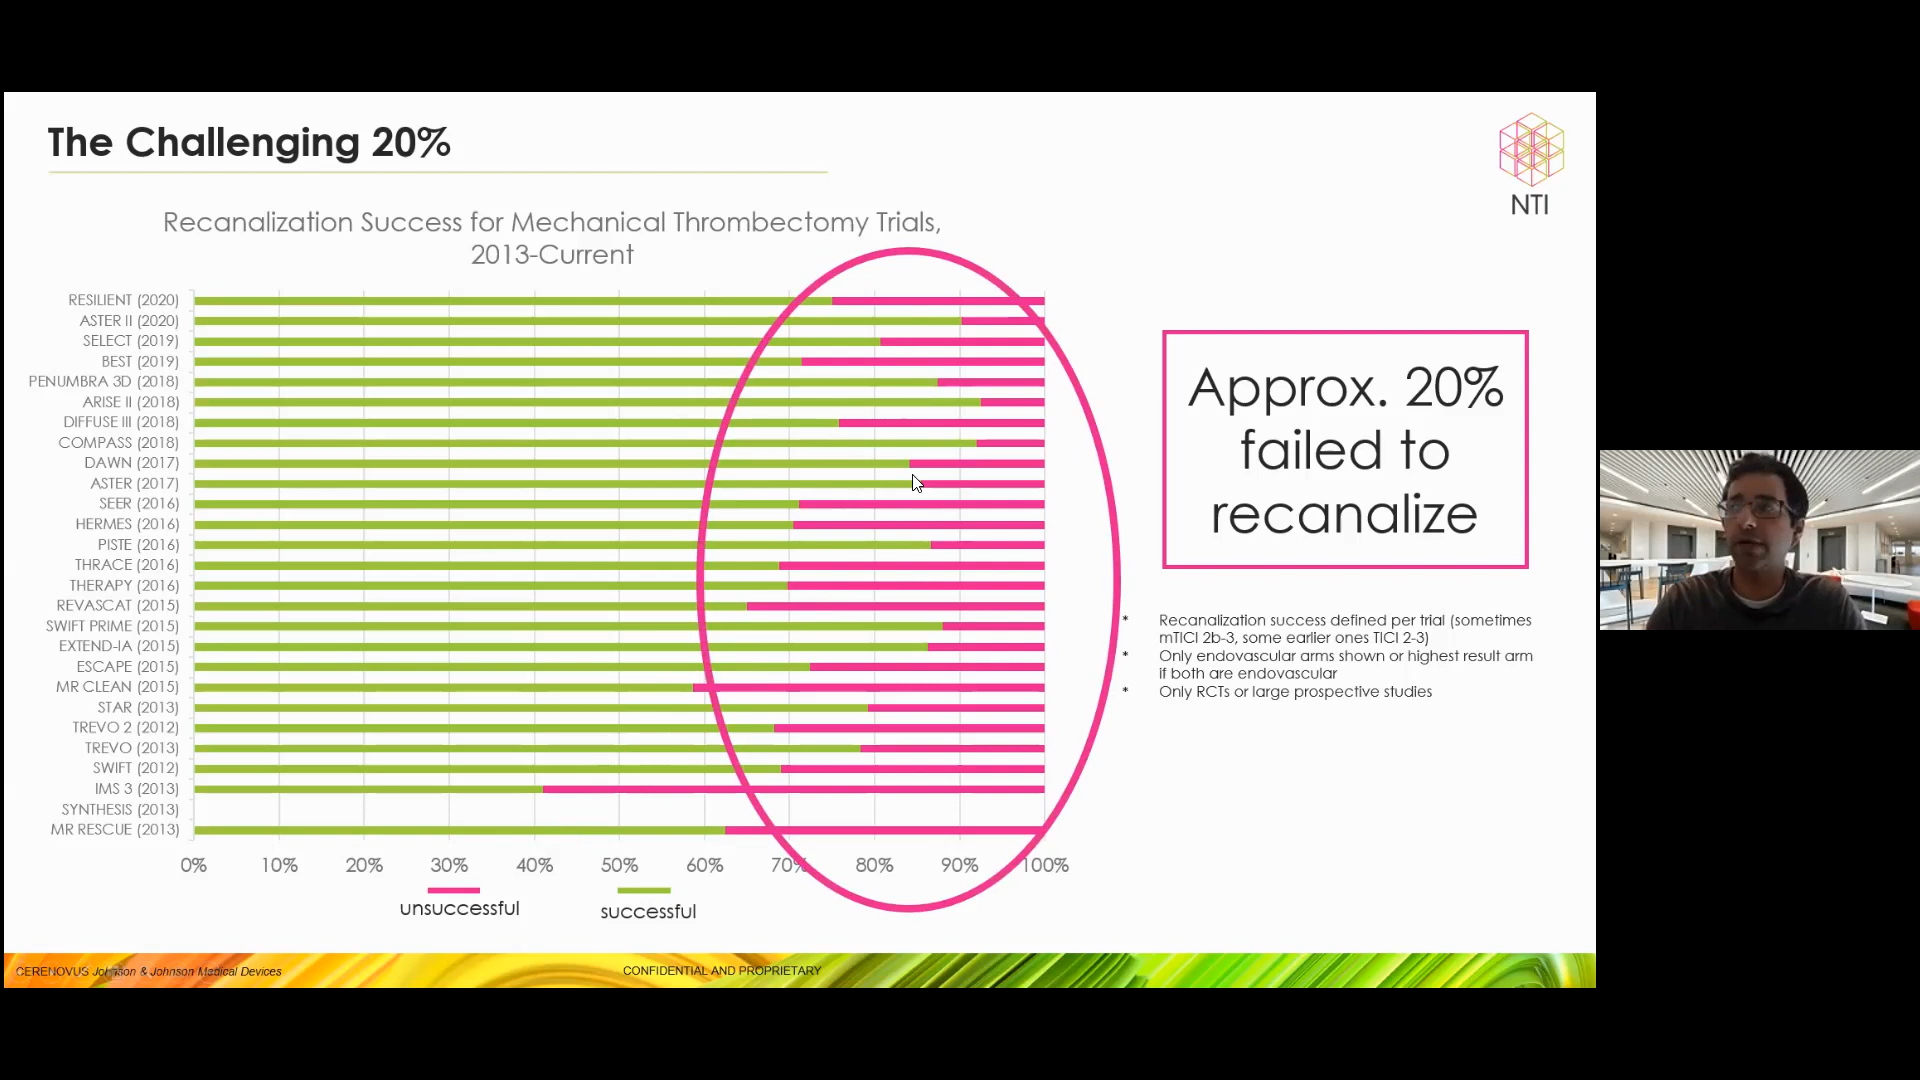 The Challenging 20%
NTI
Recanalization Success for Mechanical Thrombectomy Trials,
2013-Current
RESILIENT (2020)
ASTER II (2020)
SELECT (2019)
BEST (2019)
PENUMBRA 3D (2018)
ARISE II (2018)
DIFFUSE III (2018)
COMPASS (2018)
DAWN (2017)
ASTER (2017)
SEER (2016)
HERMES (2016)
PISTE (2016)
THRACE (2016)
THERAPY (2016)
REVASCAT (2015)
SWIFT PRIME (2015)
EXTEND-IA (2015)
ESCAPE (2015)
MR CLEAN (2015)
STAR (2013)
TREVO 2 (2012)
TREVO (2013)
SWIFT (2012)
IMS 3 (2013)
SYNTHESIS (2013)
MR RESCUE (2013)
0% 10% 20% 30% 40% 50% 60% 70% 80% 90% 100%
unsuccessful successful
Approx. 20%
failed to
recanalize
* Recanalization success defined per trial (sometimes
mTICI 2b-3, some earlier ones TICI 2-3)
* Only endovascular arms shown or highest result arm
if both are endovascular
* Only RCTs or large prospective studies
CERENOVUS Johnson & Johnson Medical Devices
CONFIDENTIAL AND PROPRIETARY